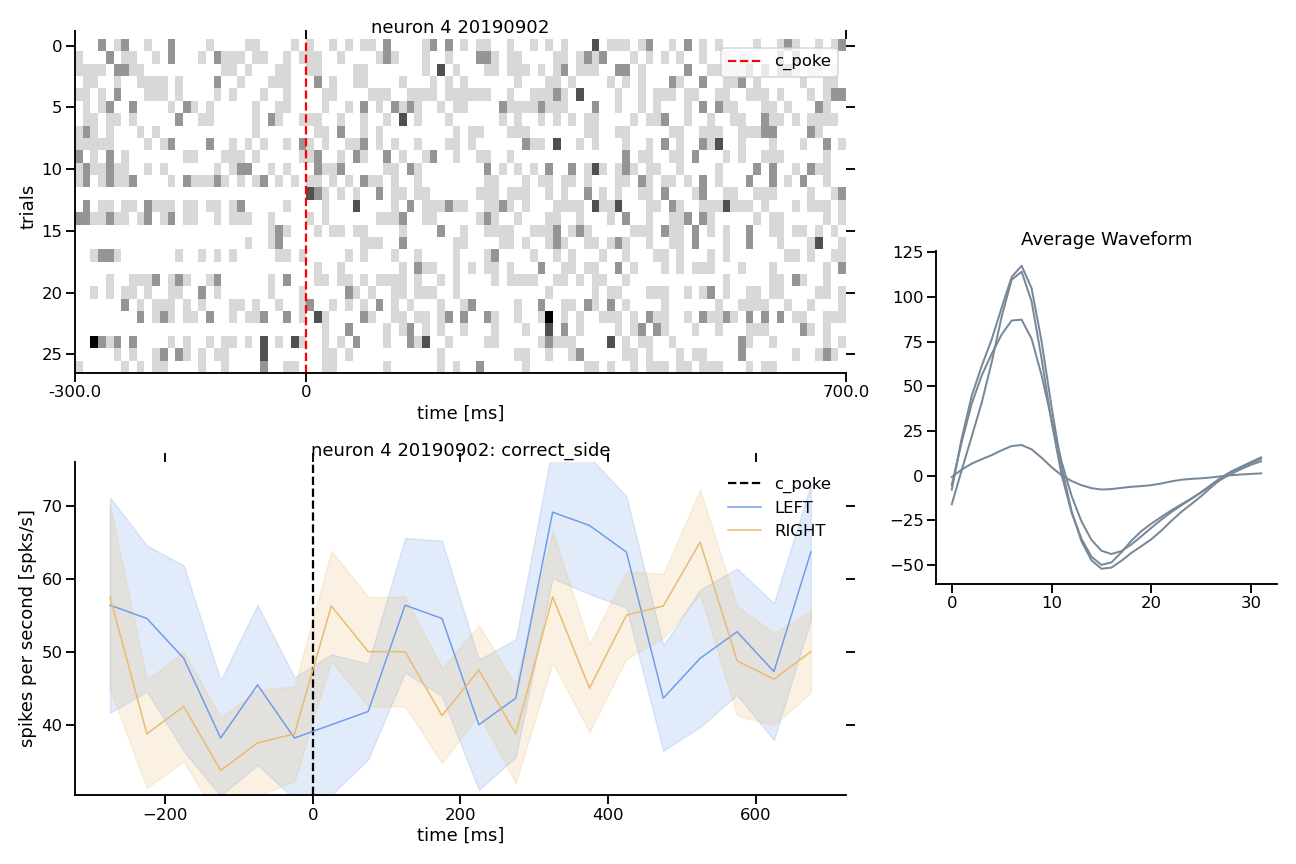 neuron 4 20190902
0
5
10
15
20
25
trials
c_poke
-300.0
0
700.0
time [ms]
neuron 4 20190902: correct_side
70
60
50
40
spikes per second [spks/s]
c_poke
LEFT
RIGHT
−200
0
200
400
600
time [ms]
Average Waveform
125
100
75
50
25
0
−25
−50
0
10
20
30